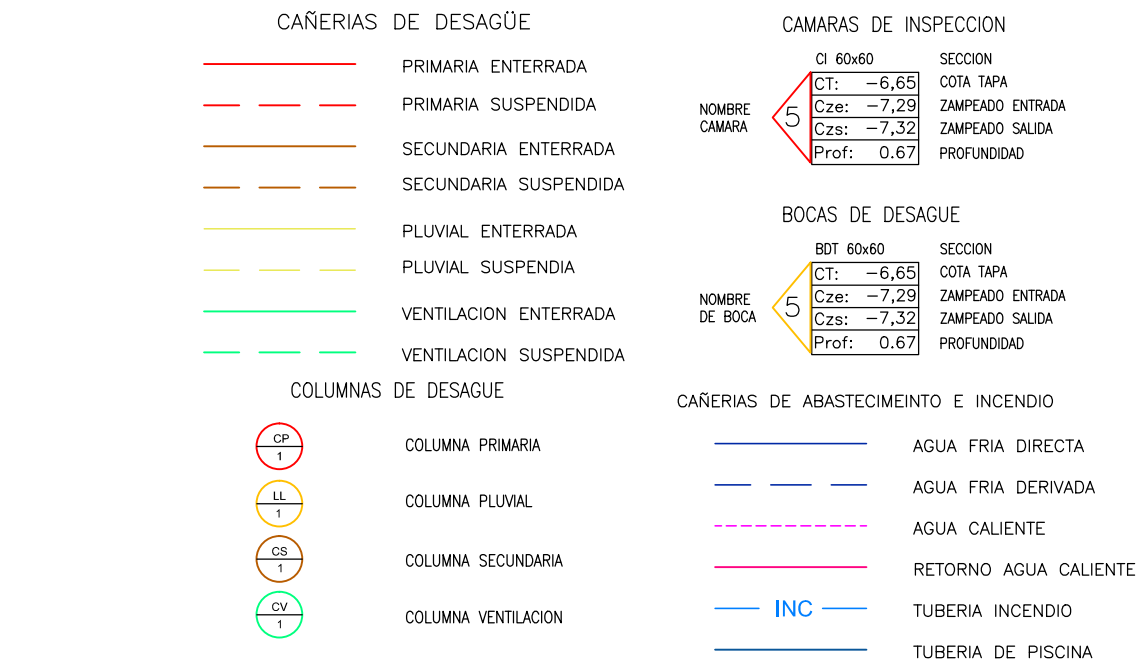 CAÑERIAS DE DESAGÜE
PRIMARIA ENTERRADA
PRIMARIA SUSPENDIDA
SECUNDARIA ENTERRADA
SECUNDARIA SUSPENDIDA
PLUVIAL ENTERRADA
PLUVIAL SUSPENDIA
VENTILACION ENTERRADA
VENTILACION SUSPENDIDA
COLUMNAS DE DESAGUE
CP
1
COLUMNA PRIMARIA
LL
1
COLUMNA PLUVIAL
CS
1
COLUMNA SECUNDARIA
CV
1
COLUMNA VENTILACION
CAMARAS DE INSPECCION
CI 60x60 SECCION
NOMBRE
CAMARA
5
CT: -6,65 COTA TAPA
Cze: -7,29 ZAMPEADO ENTRADA
Czs: -7,32 ZAMPEADO SALIDA
Prof: 0.67 PROFUNDIDAD
BOCAS DE DESAGUE
BDT 60x60 SECCION
NOMBRE
DE BOCA
5
CT: -6,65 COTA TAPA
Cze: -7,29 ZAMPEADO ENTRADA
Czs: -7,32 ZAMPEADO SALIDA
Prof: 0.67 PROFUNDIDAD
CAÑERIAS DE ABASTECIMEINTO E INCENDIO
AGUA FRIA DIRECTA
AGUA FRIA DERIVADA
AGUA CALIENTE
RETORNO AGUA CALIENTE
INC TUBERIA INCENDIO
TUBERIA DE PISCINA